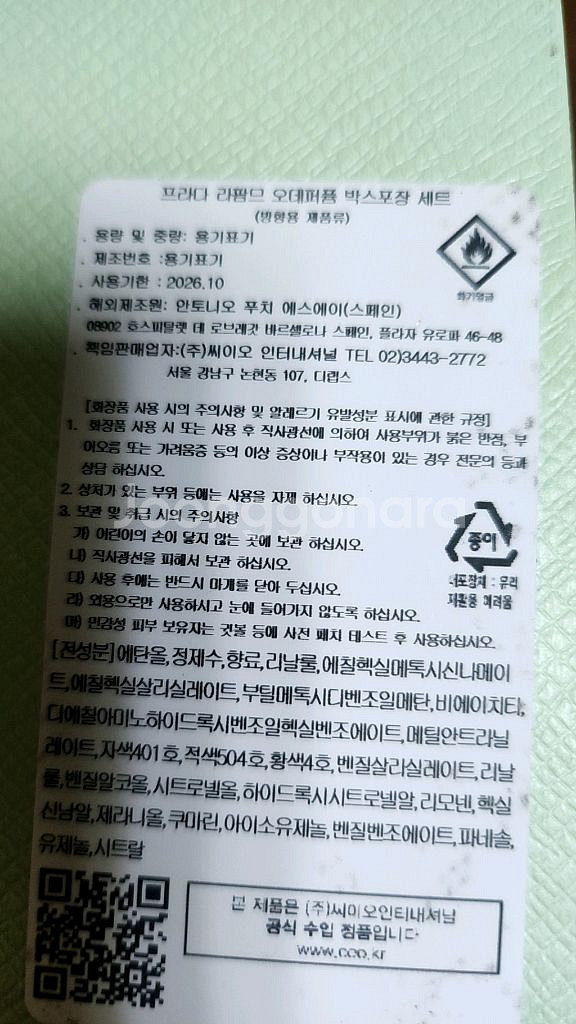 프라다 라팜므 오데퍼퓸 박스포장 세트
(방향용 제품류)
. 용량 및 중량: 용기표기
. 제조번호 :용기표기
. 사용기한 : 2026.10
. 해외제조원: 안토니오 푸치 에스에이(스페인)
08902 호스피탈렛 데 로브레갓 바르셀로나 스페인, 플라자 유로파 46-48
. 책임판매업자:(주)씨이오 인터내셔널 TEL 02)3443-2772
서울 강남구 논현동 107, 디랩스
화기엄금
[화장품 사용 시의 주의사항 및 알레르기 유발성분 표시에 관한 규정]
1. 화장품 사용 시 또는 사용 후 직사광선에 의하여 사용부위가 붉은 반점, 부
어오름 또는 가려움증 등의 이상 증상이나 부작용이 있는 경우 전문의 등과
상담 하십시오.
2. 상처가 있는 부위 등에는 사용을 자제 하십시오.
3. 보관 및 취급 시의 주의사항
가) 어린이의 손이 닿지 않는 곳에 보관 하십시오.
나) 직사광선을 피해서 보관 하십시오.
다) 사용 후에는 반드시 마개를 닫아 두십시오.
라) 외용으로만 사용하시고 눈에 들어가지 않도록 하십시오.
마) 민감성 피부 보유자는 귓볼 등에 사전 패치 테스트 후 사용하십시오.
종이
내포장재 : 유리
재활용 어려움
[전성분]에탄올,정제수,향료,리날룰,에칠헥실메톡시신나메이
트,에칠헥실살리실레이트,부틸메톡시디벤조일메탄,비에이치티,
디에칠아미노하이드록시벤조일헥실벤조에이트,메틸안트라닐
레이트,자색401호,적색504호,황색4호,벤질살리실레이트,리날
룰,벤질알코올,시트로넬올,하이드록시시트로넬알,리모넨,헥실
신남알,제라니올,쿠마린,아이소유제놀,벤질벤조에이트,파네솔,
유제놀,시트랄
본 제품은 (주)씨이오인터내셔널
공식 수입 정품입니다
www.ceo.kr
Joonggonara